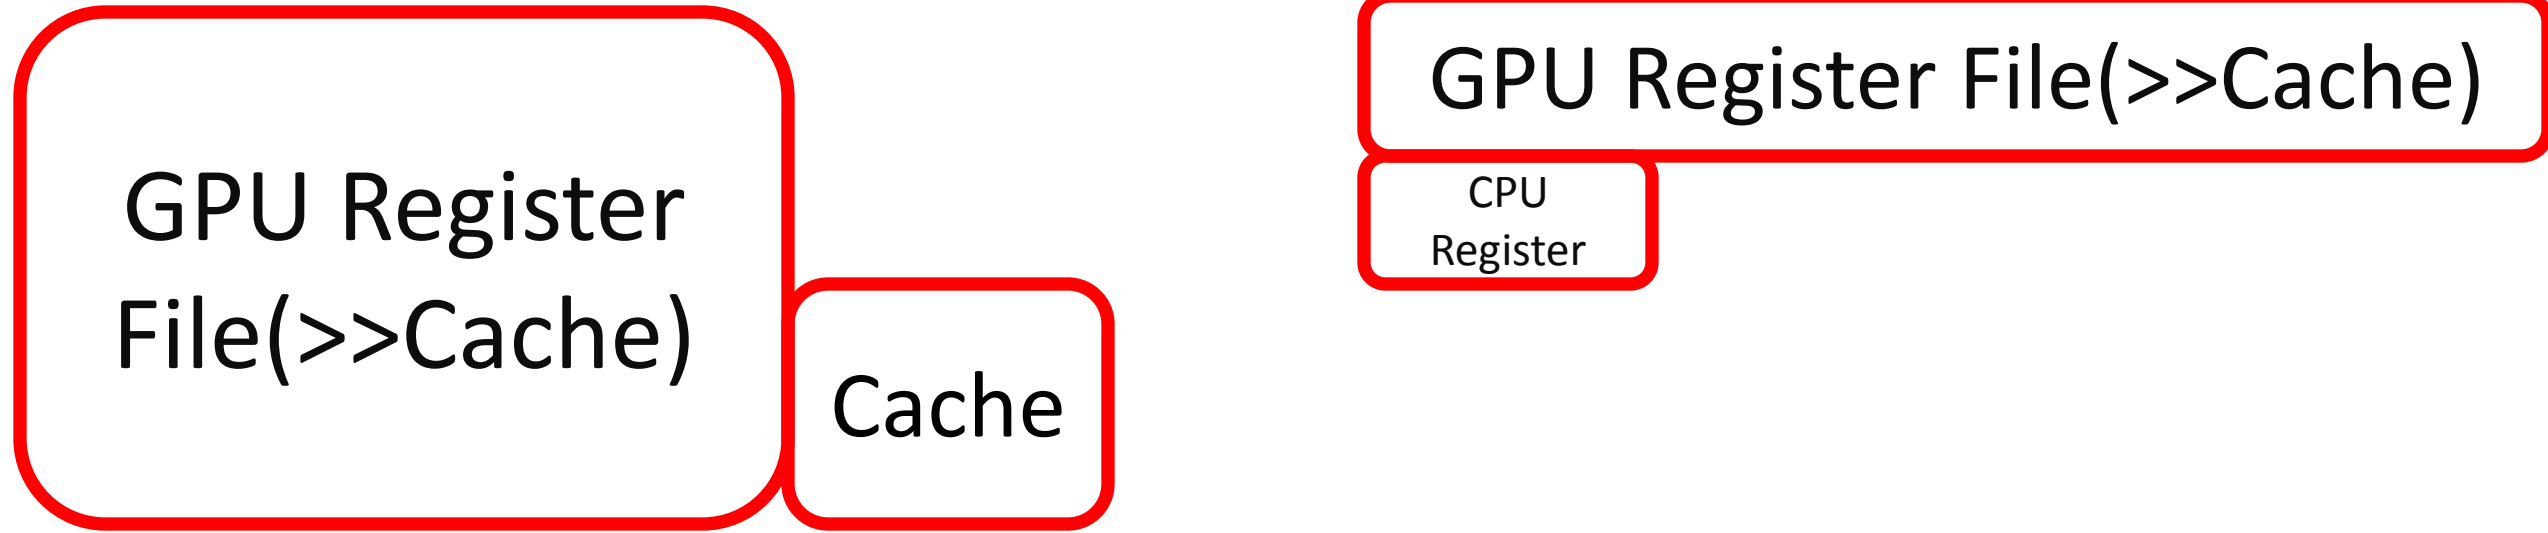 GPU Register
File(>>Cache)
Cache
GPU Register File(>>Cache)
CPU
Register